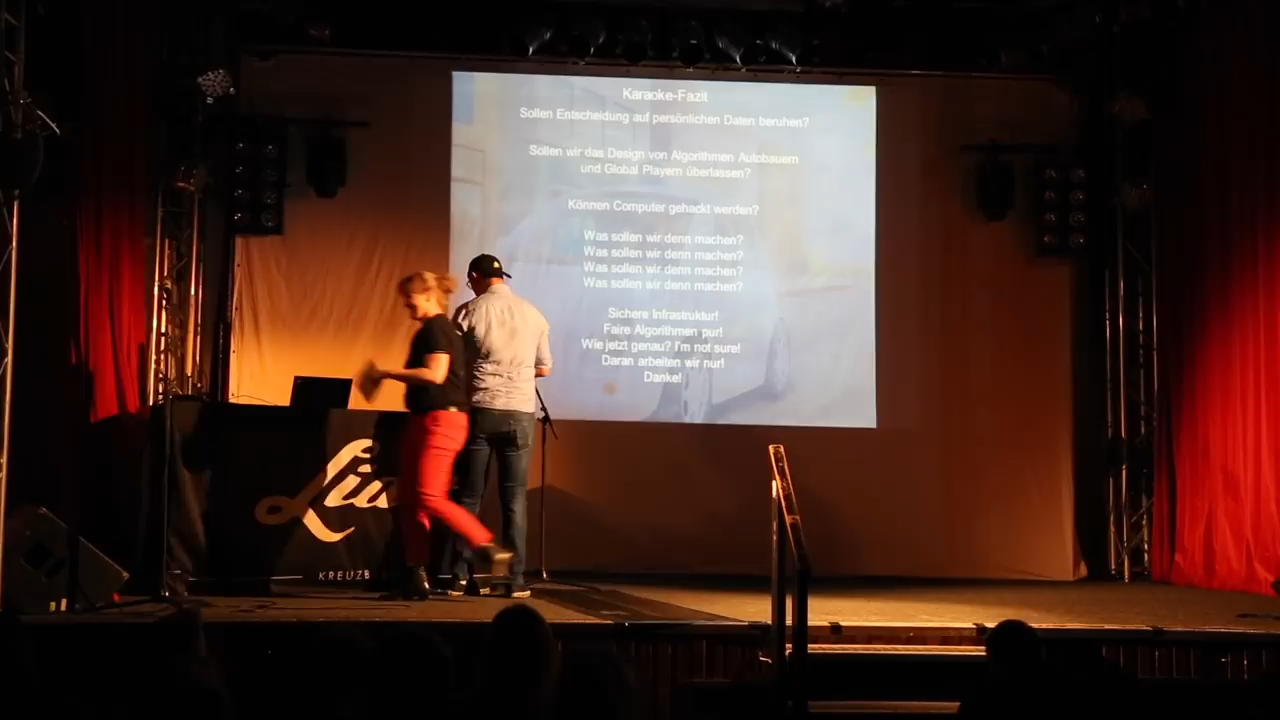 Karaoke-Fazit
Sollen Entscheidung auf persönlichen Daten beruhen?
Sollen wir das Design von Algorithmen Autobauern
und Global Playern überlassen?
Können Computer gehackt werden?
Was sollen wir denn machen?
Was sollen wir denn machen?
Was sollen wir denn machen?
Was sollen wir denn machen?
Sichere Infrastruktur!
Faire Algorithmen pur!
Wie jetzt genau? I'm not sure!
Daran arbeiten wir nur!
Danke!